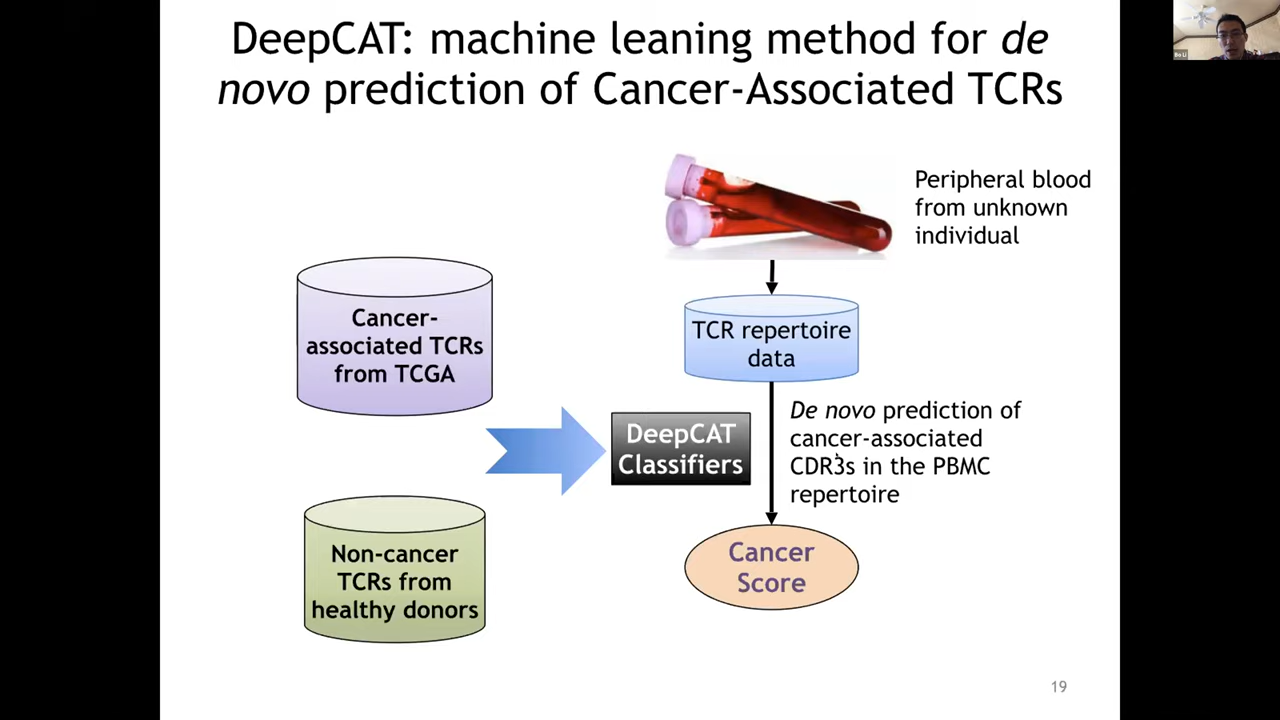 DeepCAT: machine leaning method for de
novo prediction of Cancer-Associated TCRs
Bo Li
Peripheral blood
from unknown
individual
Cancer-
associated TCRs
from TCGA
TCR repertoire
data
De novo prediction of
cancer-associated
CDR3s in the PBMC
repertoire
DeepCAT
Classifiers
Non-cancer
TCRs from
healthy donors
Cancer
Score
19